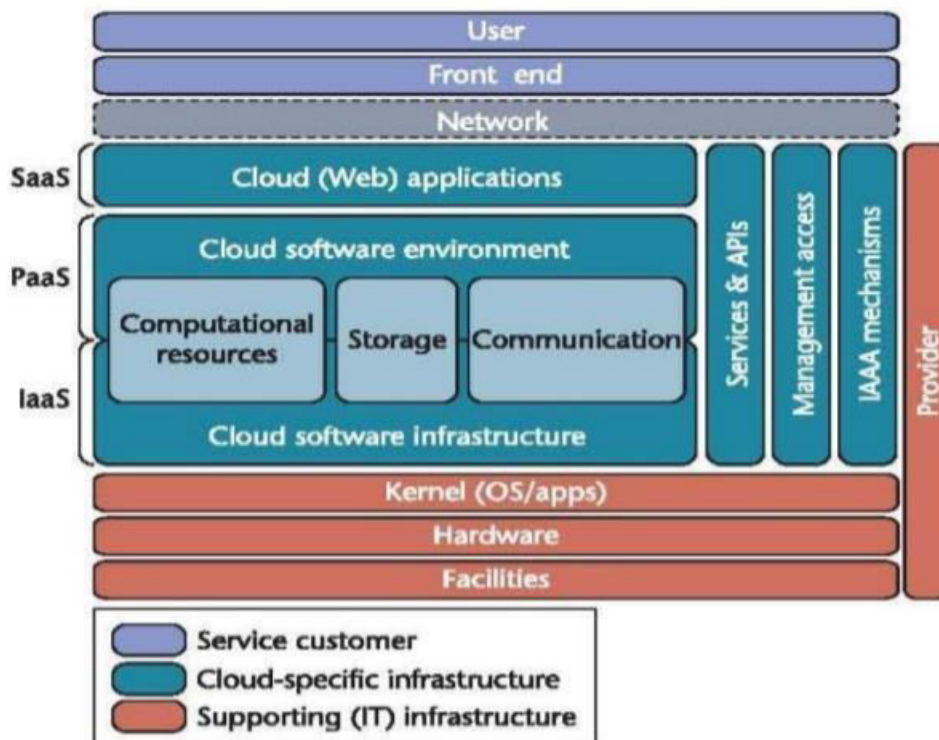 User
Front end
Network
SaaS
Cloud (Web) applications
PaaS
Cloud software environment
Computational
resources
Storage
Communication
IaaS
Cloud software infrastructure
Services & APIs
Management access
IAAA mechanisms
Provider
Kernel (OS/apps)
Hardware
Facilities
Service customer
Cloud-specific infrastructure
Supporting (IT) infrastructure